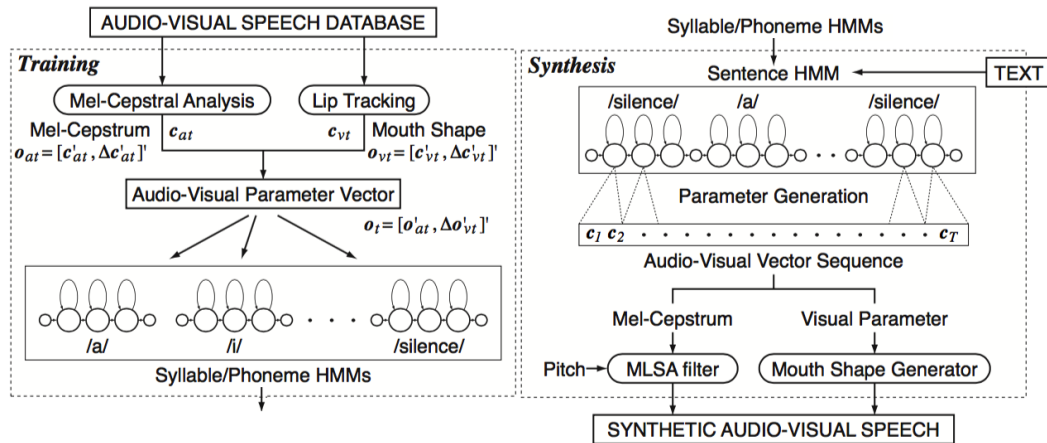 AUDIO-VISUAL SPEECH DATABASE
Training
Mel-Cepstral Analysis
Lip Tracking
Mel-Cepstrum
c_at
c_vt
Mouth Shape
o_at=[c'_at, Δc'_at]'
o_vt=[c'_vt, Δc'_vt]'
Audio-Visual Parameter Vector
o_t=[o'_at, Δo'_vt]'
/a/
/i/
· · ·
/silence/
Syllable/Phoneme HMMs
Syllable/Phoneme HMMs
Synthesis
Sentence HMM
TEXT
/silence/
/a/
/silence/
· ·
Parameter Generation
c_1 c_2 · · · · · · · · · · · · · · · c_T
Audio-Visual Vector Sequence
Mel-Cepstrum
Visual Parameter
Pitch
MLSA filter
Mouth Shape Generator
SYNTHETIC AUDIO-VISUAL SPEECH